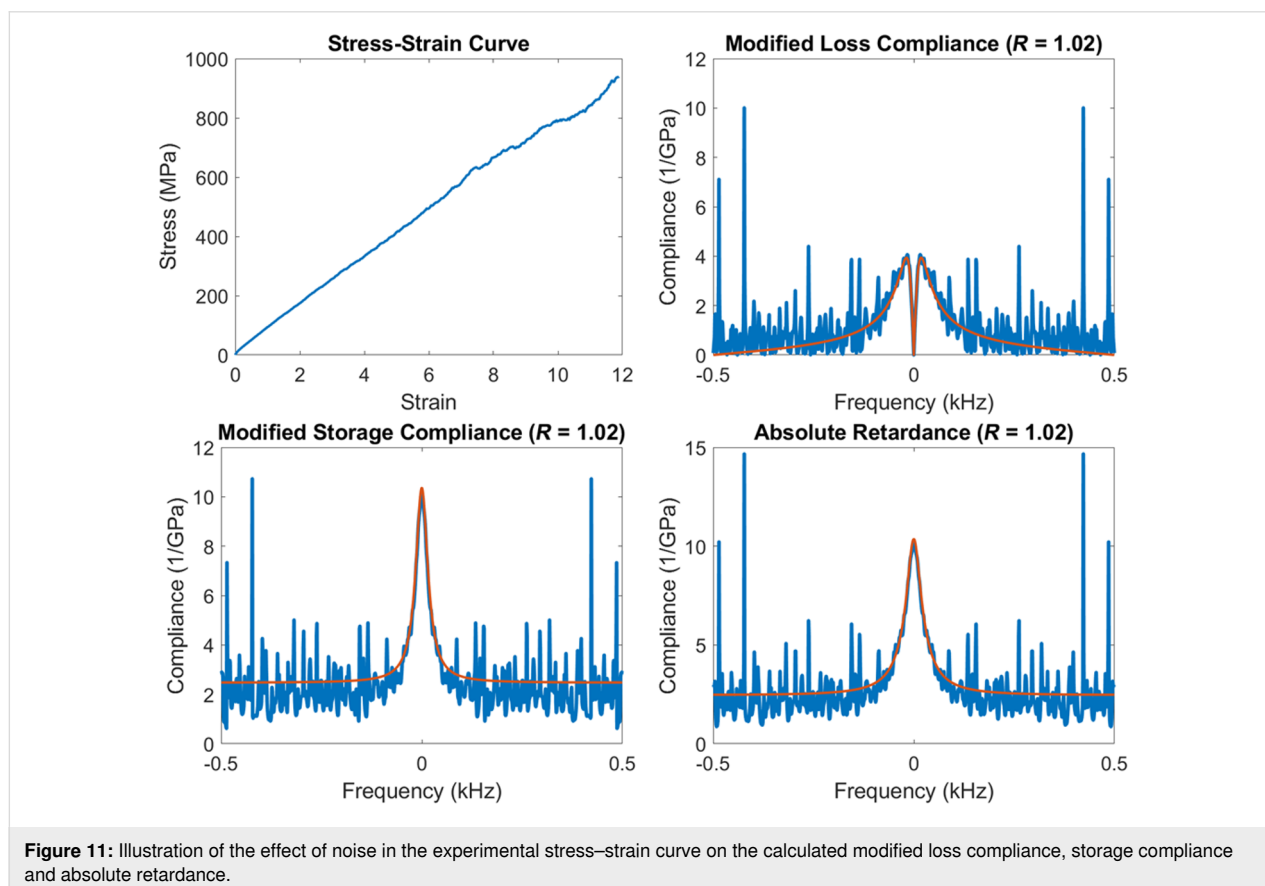 Stress-Strain Curve
1000
800
600
400
200
0
Stress (MPa)
0 2 4 6 8 10 12
Strain
Modified Loss Compliance (R = 1.02)
12
10
8
6
4
2
0
Compliance (1/GPa)
-0.5 0 0.5
Frequency (kHz)
Modified Storage Compliance (R = 1.02)
12
10
8
6
4
2
0
Compliance (1/GPa)
-0.5 0 0.5
Frequency (kHz)
Absolute Retardance (R = 1.02)
15
10
5
0
Compliance (1/GPa)
-0.5 0 0.5
Frequency (kHz)
Figure 11: Illustration of the effect of noise in the experimental stress–strain curve on the calculated modified loss compliance, storage compliance
and absolute retardance.